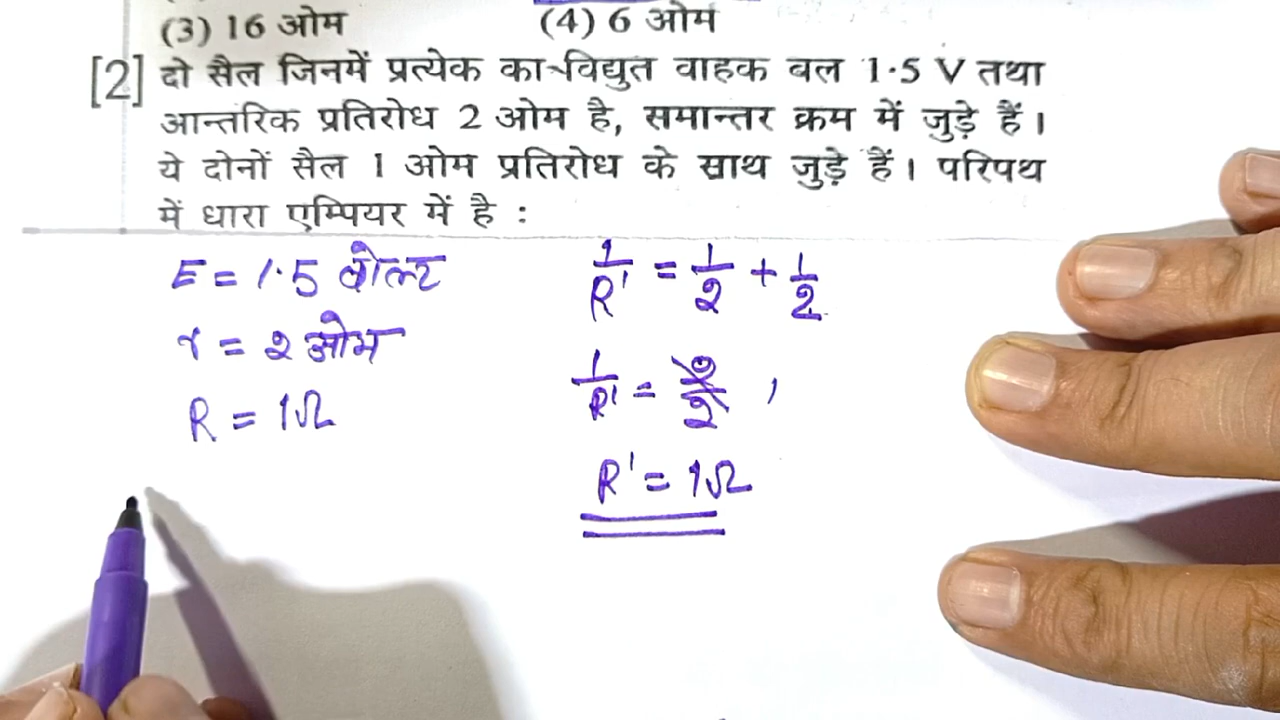 (3) 16 ओम (4) 6 ओम
[2] दो सैल जिनमें प्रत्येक का विद्युत वाहक बल 1·5 V तथा
आन्तरिक प्रतिरोध 2 ओम है, समान्तर क्रम में जुड़े हैं।
ये दोनों सैल 1 ओम प्रतिरोध के साथ जुड़े हैं। परिपथ
में धारा एम्पियर में है :
E = 1.5 वोल्ट
r = 2 ओम
R = 1Ω
1/R' = 1/2 + 1/2
1/R' = 2/2 ,
R' = 1Ω